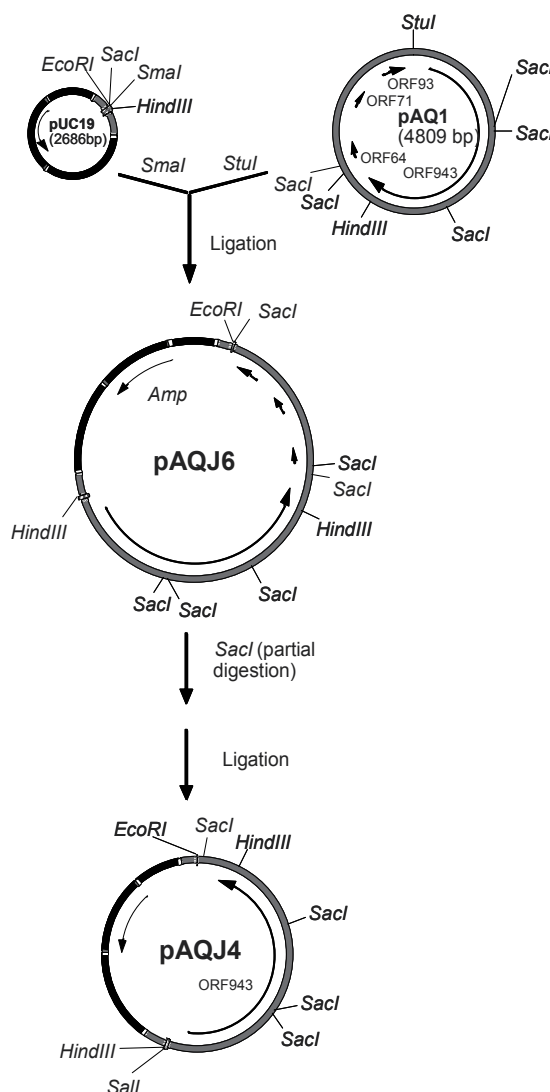 SacI
EcoRI
SmaI
HindIII
pUC19
(2686bp)
StuI
SacI
ORF93
ORF71
pAQ1
(4809 bp)
SacI
ORF64
ORF943
SacI
SacI
HindIII
SacI
SmaI
StuI
Ligation
EcoRI
SacI
Amp
pAQJ6
SacI
SacI
HindIII
HindIII
SacI
SacI
SacI
SacI (partial
digestion)
Ligation
EcoRI
SacI
HindIII
SacI
pAQJ4
ORF943
SacI
SacI
HindIII
SalI